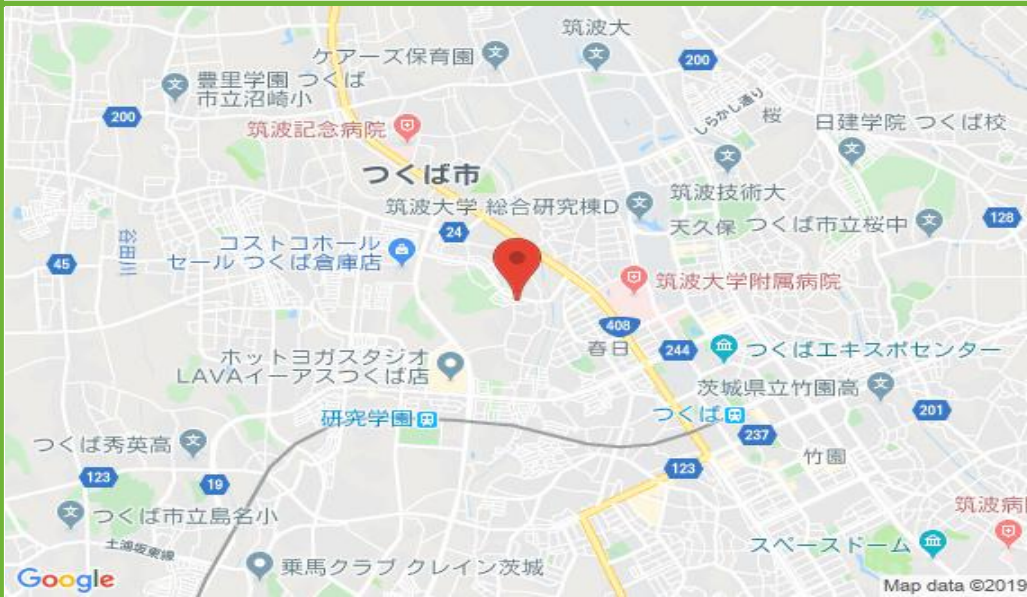 筑波大
ケアーズ保育園
200
豊里学園 つくば
市立沼崎小
200
しらかし通り
桜
日建学院 つくば校
筑波記念病院
つくば市
筑波技術大
筑波大学 総合研究棟D
天久保
つくば市立桜中
128
24
谷田川
コストコホール
セール つくば倉庫店
45
筑波大学附属病院
408
春日
244
つくばエキスポセンター
ホットヨガスタジオ
LAVAイーアスつくば店
茨城県立竹園高
研究学園
つくば
201
237
つくば秀英高
竹園
123
123
19
筑波病院
つくば市立島名小
土浦坂東線
スペースドーム
乗馬クラブ クレイン茨城
Google
Map data ©2019